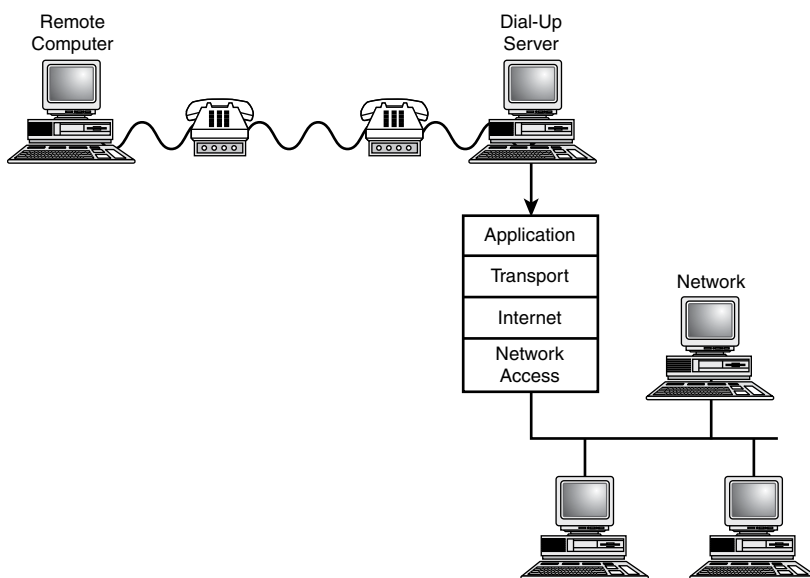 Remote
Computer
Dial-Up
Server
Application
Transport
Internet
Network
Access
Network